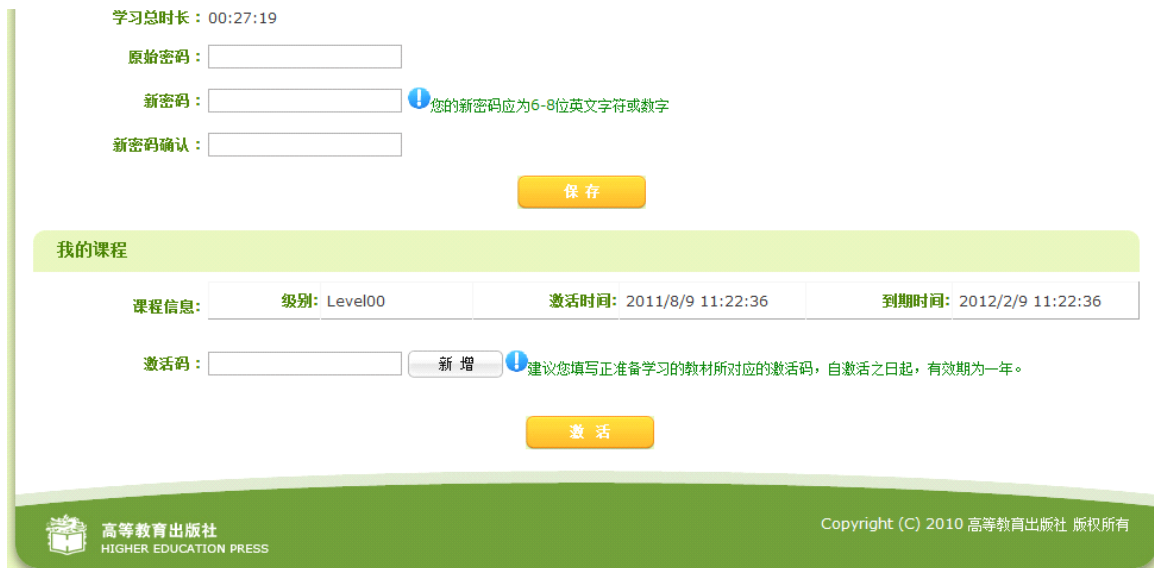 学习总时长：00:27:19
原始密码：
新密码： 您的新密码应为6-8位英文字符或数字
新密码确认：
保 存
我的课程
课程信息: 级别: Level00 激活时间: 2011/8/9 11:22:36 到期时间: 2012/2/9 11:22:36
激活码： 新 增 建议您填写正准备学习的教材所对应的激活码，自激活之日起，有效期为一年。
激 活
高等教育出版社
HIGHER EDUCATION PRESS
Copyright (C) 2010 高等教育出版社 版权所有